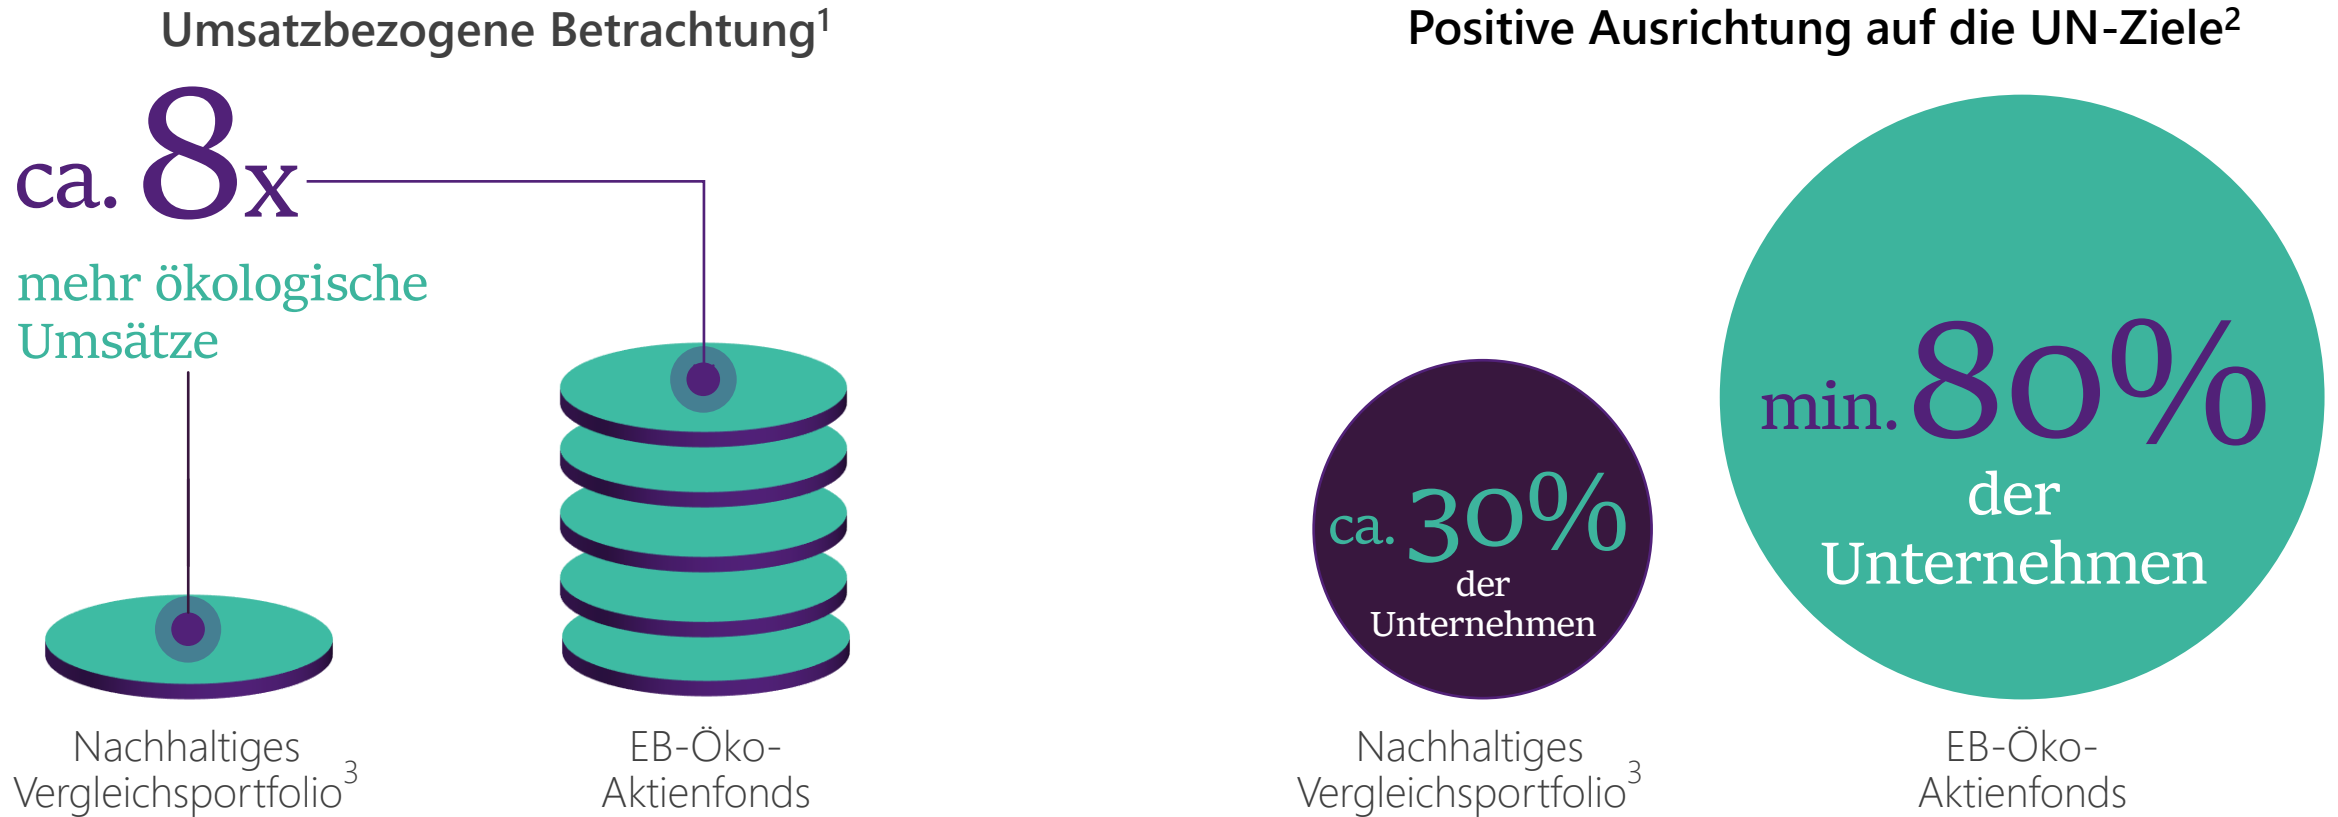 Umsatzbezogene Betrachtung¹
ca. 8x
mehr ökologische
Umsätze
Nachhaltiges
Vergleichsportfolio³
EB-Öko-
Aktienfonds
Positive Ausrichtung auf die UN-Ziele²
ca. 30%
der
Unternehmen
min. 80%
der
Unternehmen
Nachhaltiges
Vergleichsportfolio³
EB-Öko-
Aktienfonds